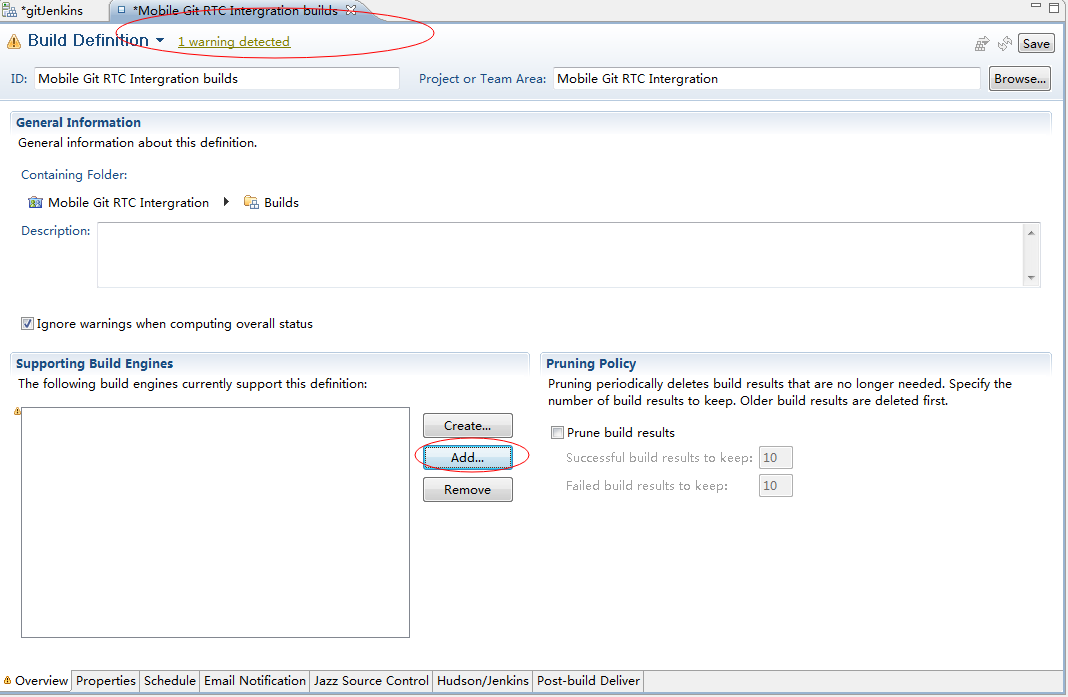 *gitJenkins
*Mobile Git RTC Intergration builds
Build Definition 1 warning detected
Save
ID: Mobile Git RTC Intergration builds Project or Team Area: Mobile Git RTC Intergration Browse...
General Information
General information about this definition.
Containing Folder:
Mobile Git RTC Intergration Builds
Description:
Ignore warnings when computing overall status
Supporting Build Engines
The following build engines currently support this definition:
Create...
Add...
Remove
Pruning Policy
Pruning periodically deletes build results that are no longer needed. Specify the
number of build results to keep. Older build results are deleted first.
Prune build results
Successful build results to keep: 10
Failed build results to keep: 10
Overview Properties Schedule Email Notification Jazz Source Control Hudson/Jenkins Post-build Deliver